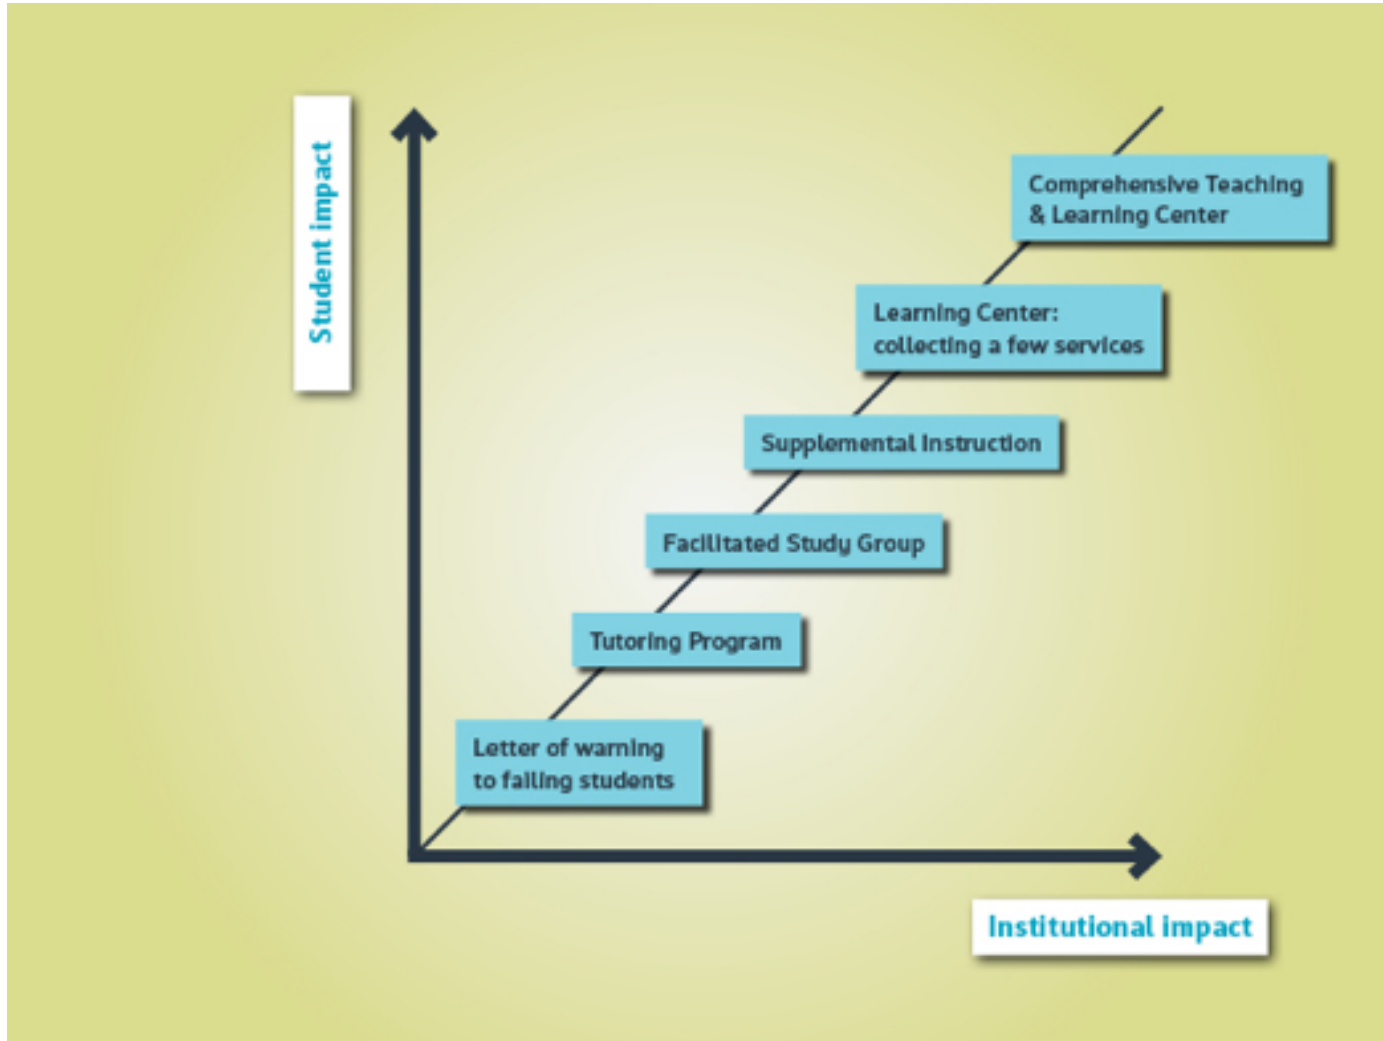 Student impact
Comprehensive Teaching
& Learning Center
Learning Center:
collecting a few services
Supplemental Instruction
Facilitated Study Group
Tutoring Program
Letter of warning
to failing students
Institutional impact